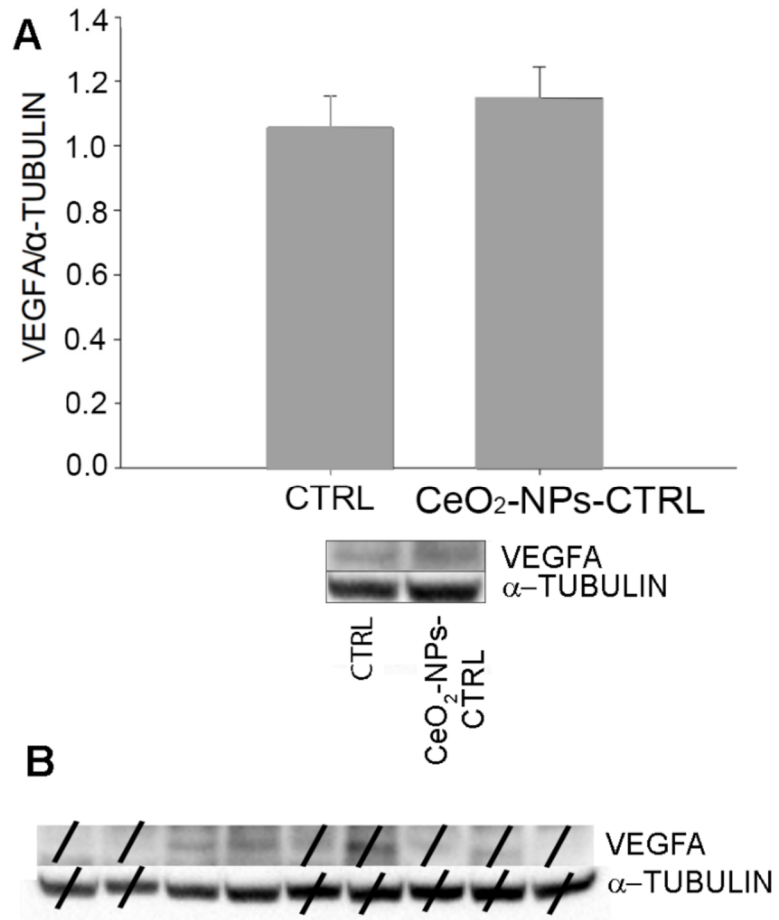 A
1.4
1.2
1.0
0.8
0.6
0.4
0.2
0.0
VEGFA/α-TUBULIN
CTRL CeO₂-NPs-CTRL
VEGFA
α–TUBULIN
CTRL
CeO₂-NPs-
CTRL
B
VEGFA
α–TUBULIN